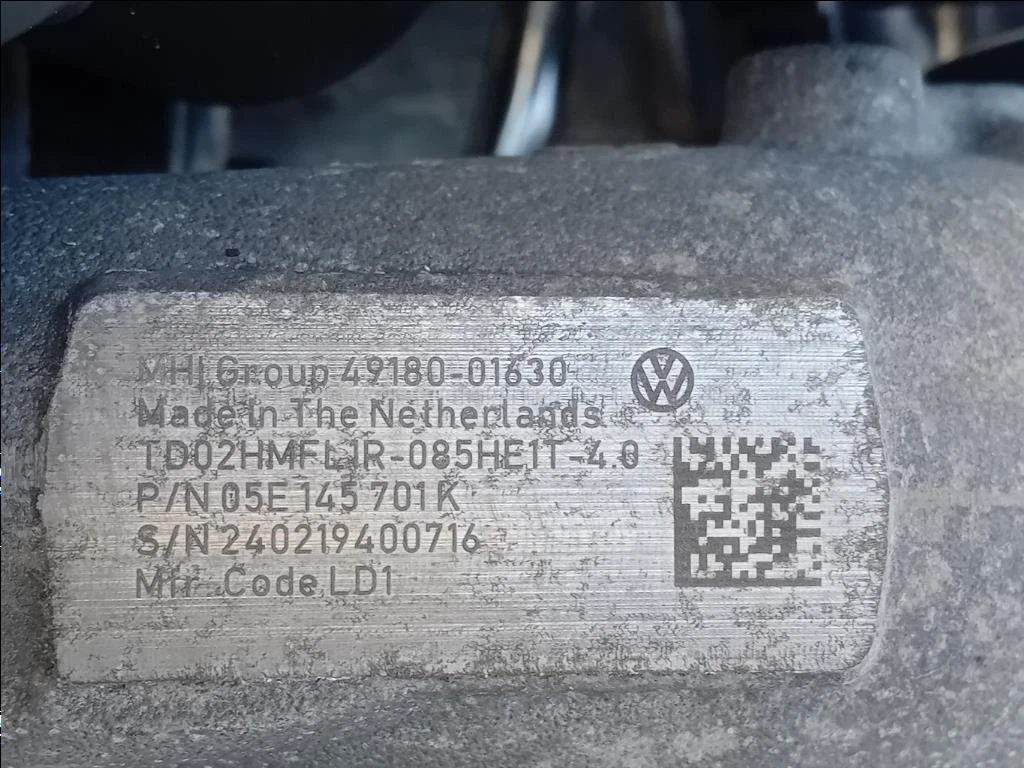 MHI Group 49180-01630
Made In The Netherlands
TD02HMFL1R-085HE1T-4.0
P/N 05E 145 701 K
S/N 240219400716
Mfr. Code LD1